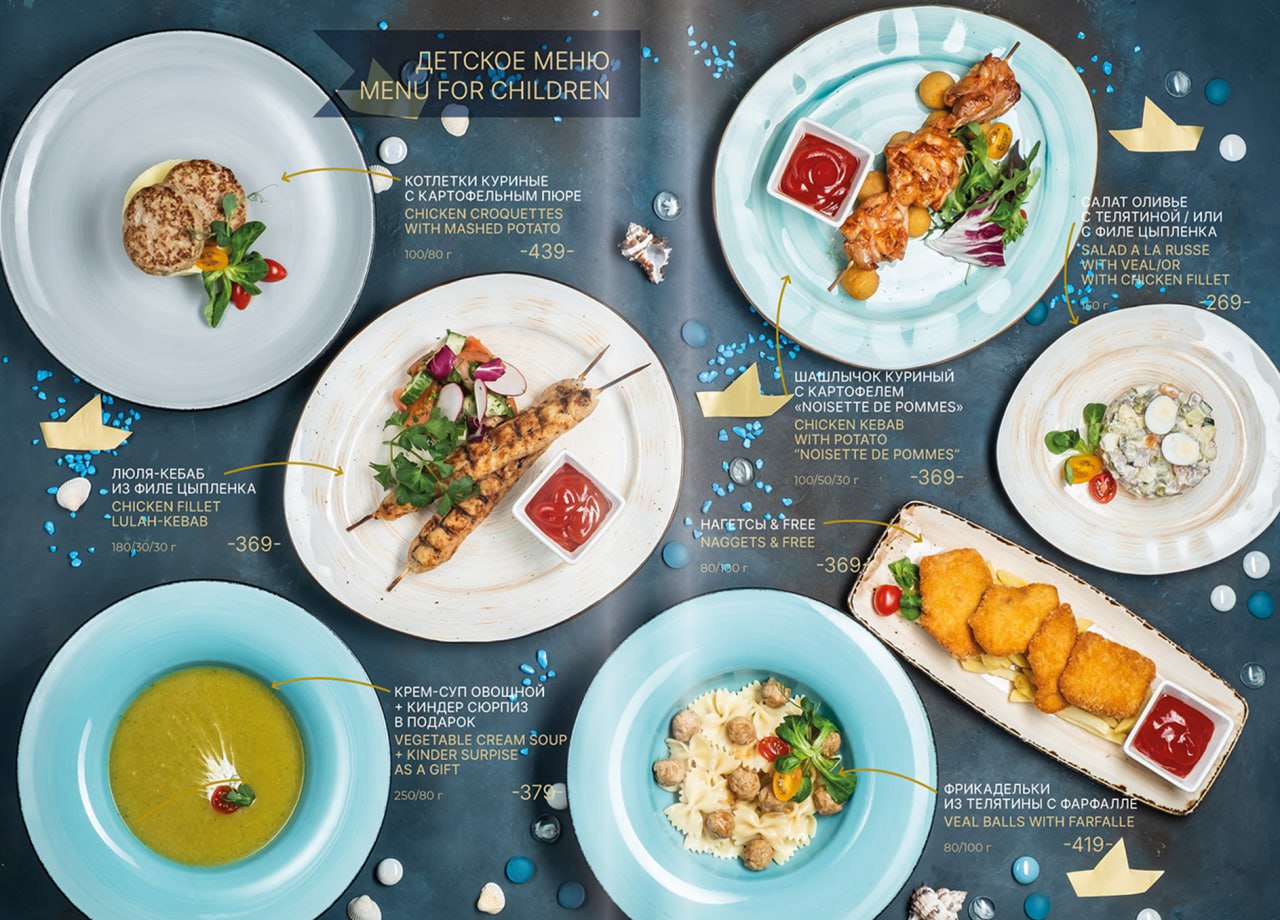 ДЕТСКОЕ МЕНЮ
MENU FOR CHILDREN
КОТЛЕТКИ КУРИНЫЕ
С КАРТОФЕЛЬНЫМ ПЮРЕ
CHICKEN CROQUETTES
WITH MASHED POTATO
100/80 г -439-
ЛЮЛЯ-КЕБАБ
ИЗ ФИЛЕ ЦЫПЛЕНКА
CHICKEN FILLET
LULAH-KEBAB
180/30/30 г -369-
КРЕМ-СУП ОВОЩНОЙ
+ КИНДЕР СЮРПИЗ
В ПОДАРОК
VEGETABLE CREAM SOUP
+ KINDER SURPISE
AS A GIFT
250/80 г -379-
САЛАТ ОЛИВЬЕ
С ТЕЛЯТИНОЙ / ИЛИ
С ФИЛЕ ЦЫПЛЕНКА
SALAD A LA RUSSE
WITH VEAL/OR
WITH CHICKEN FILLET
150 г -269-
ШАШЛЫЧОК КУРИНЫЙ
С КАРТОФЕЛЕМ
«NOISETTE DE POMMES»
CHICKEN KEBAB
WITH POTATO
"NOISETTE DE POMMES"
100/50/30 г -369-
НАГЕТСЫ & FREE
NAGGETS & FREE
80/100 г -369-
ФРИКАДЕЛЬКИ
ИЗ ТЕЛЯТИНЫ С ФАРФАЛЛЕ
VEAL BALLS WITH FARFALLE
80/100 г -419-